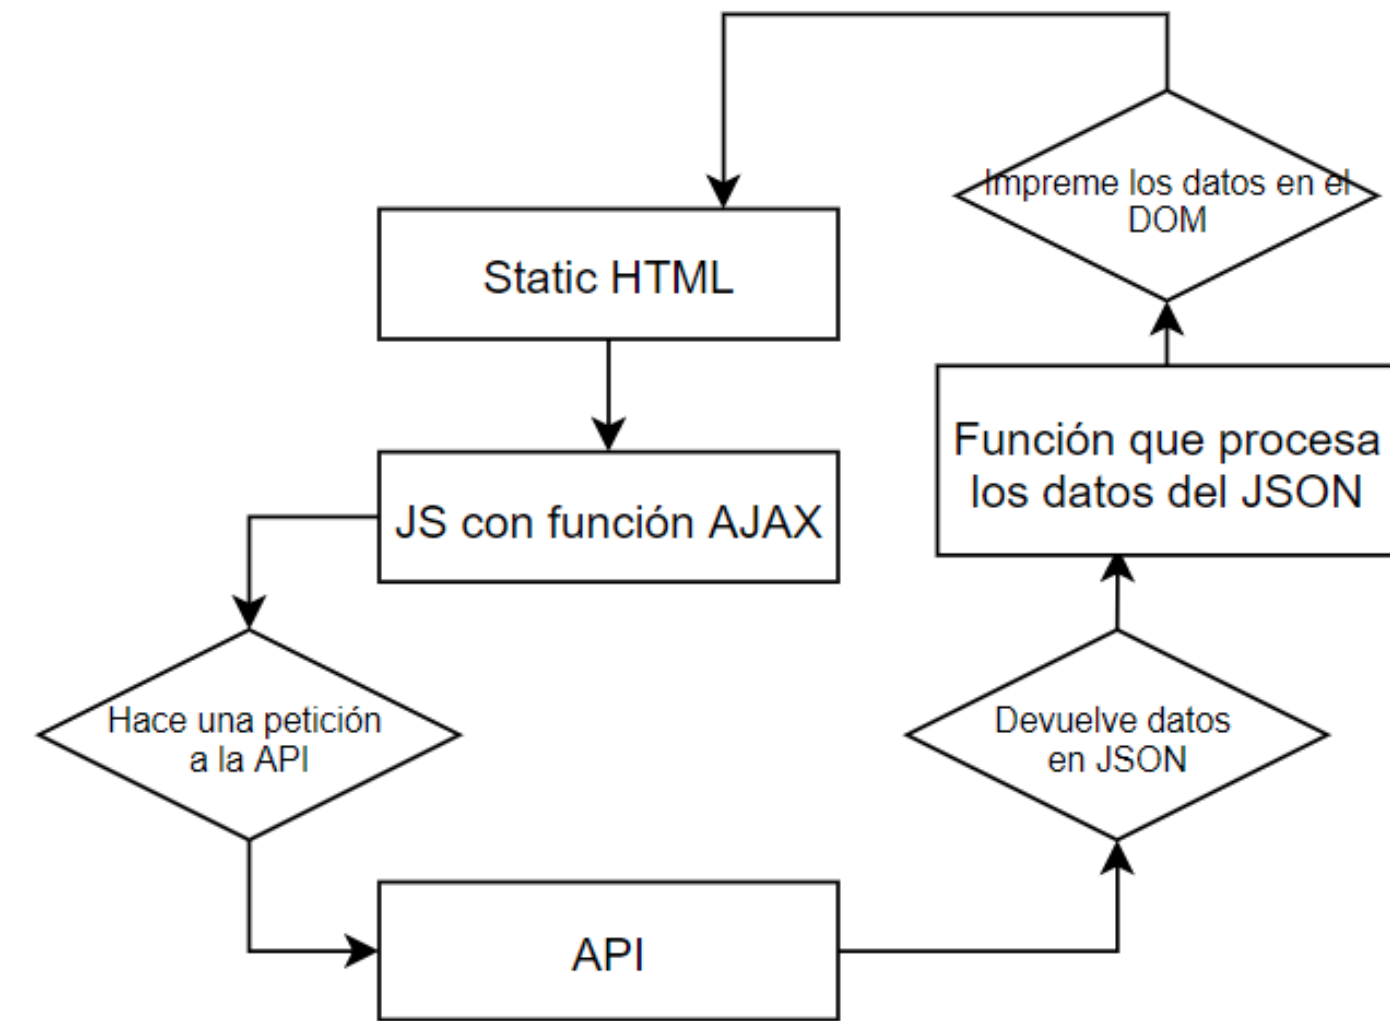 Impreme los datos en el
DOM
Static HTML
Función que procesa
los datos del JSON
JS con función AJAX
Hace una petición
a la API
Devuelve datos
en JSON
API